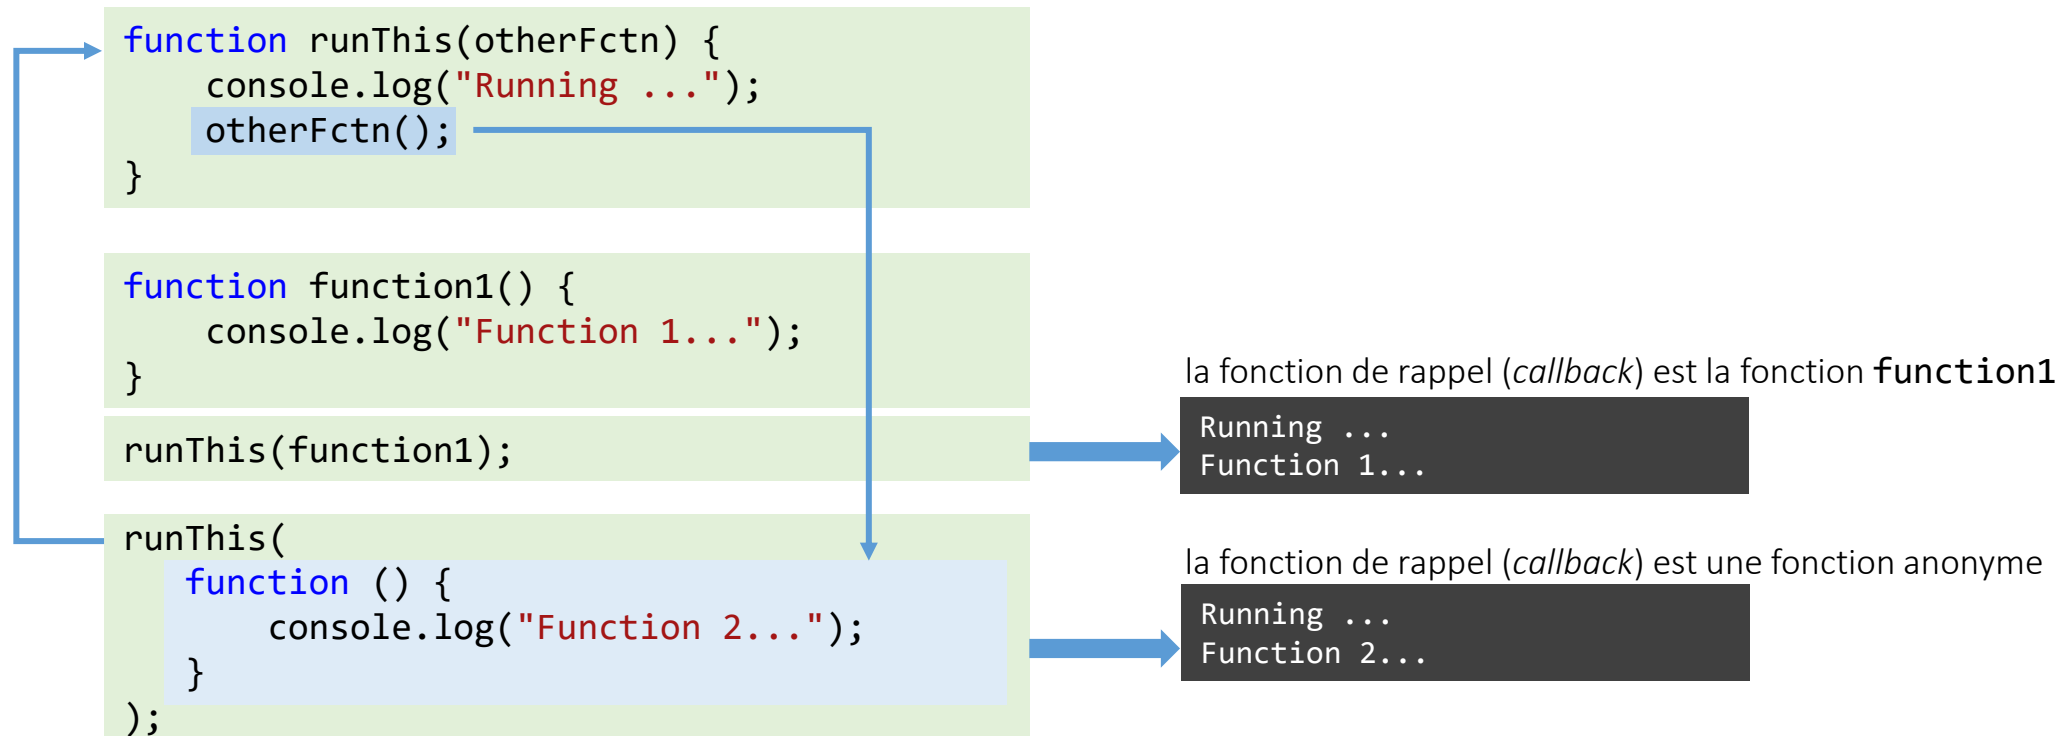 function runThis(otherFctn) {
    console.log("Running ...");
    otherFctn();
}
function function1() {
    console.log("Function 1...");
}
runThis(function1);
la fonction de rappel (callback) est la fonction function1
Running ...
Function 1...
runThis(
   function () {
       console.log("Function 2...");
   }
);
la fonction de rappel (callback) est une fonction anonyme
Running ...
Function 2...